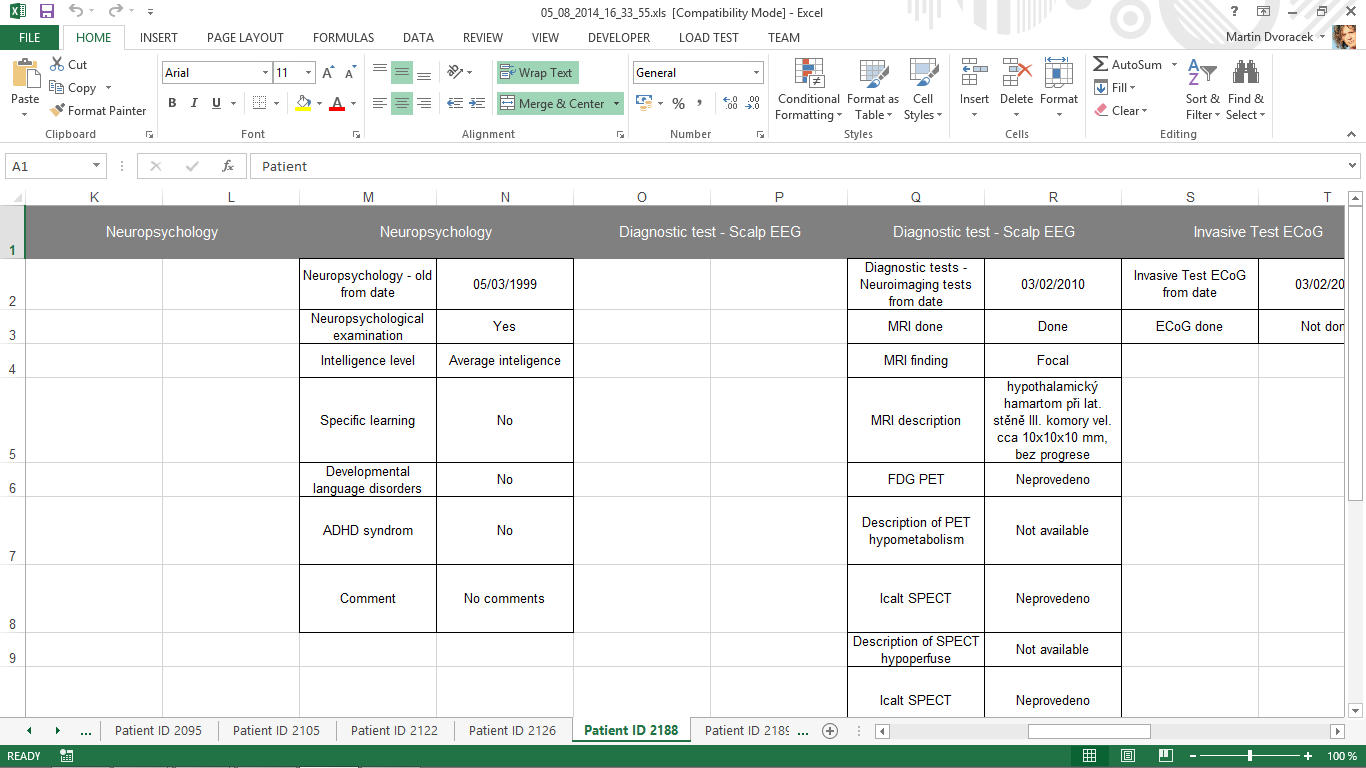 05_08_2014_16_33_55.xls [Compatibility Mode] - Excel
FILE HOME INSERT PAGE LAYOUT FORMULAS DATA REVIEW VIEW DEVELOPER LOAD TEST TEAM Martin Dvoracek
Paste
Cut
Copy
Format Painter
Clipboard
Arial 11
B I U
Font
Wrap Text
Merge & Center
Alignment
General
%
Number
Conditional Formatting
Format as Table
Cell Styles
Styles
Insert Delete Format
Cells
AutoSum
Fill
Clear
Sort & Filter
Find & Select
Editing
A1 fx Patient
K L M N O P Q R S T
1 Neuropsychology Neuropsychology Diagnostic test - Scalp EEG Diagnostic test - Scalp EEG Invasive Test ECoG
2 Neuropsychology - old from date 05/03/1999 Diagnostic tests - Neuroimaging tests from date 03/02/2010 Invasive Test ECoG from date 03/02/20
3 Neuropsychological examination Yes MRI done Done ECoG done Not don
4 Intelligence level Average inteligence MRI finding Focal
5 Specific learning No MRI description hypothalamický hamartom při lat. stěně III. komory vel. cca 10x10x10 mm, bez progrese
6 Developmental language disorders No FDG PET Neprovedeno
7 ADHD syndrom No Description of PET hypometabolism Not available
8 Comment No comments Icalt SPECT Neprovedeno
9 Description of SPECT hypoperfuse Not available
Icalt SPECT Neprovedeno
... Patient ID 2095 Patient ID 2105 Patient ID 2122 Patient ID 2126 Patient ID 2188 Patient ID 2189 ...
READY 100 %